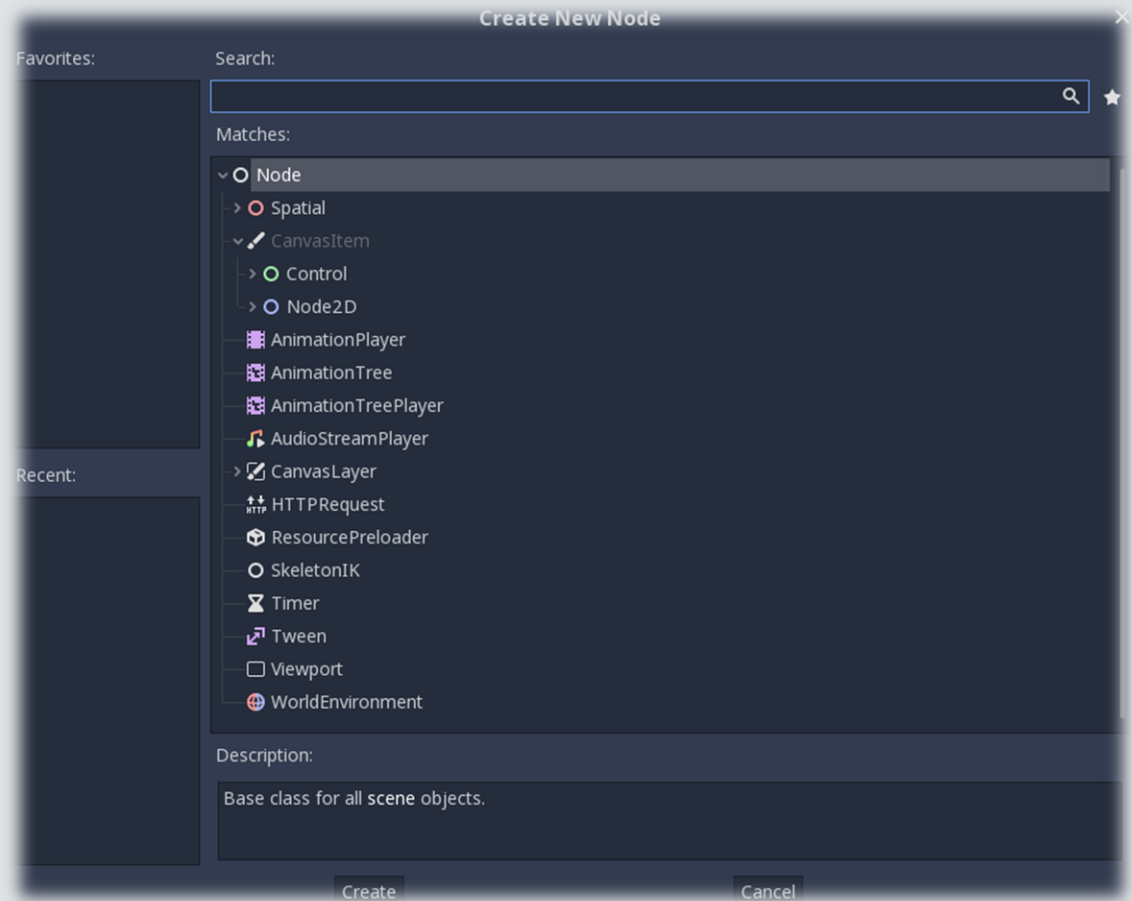 Create New Node
Favorites:
Search:
Matches:
Node
Spatial
CanvasItem
Control
Node2D
AnimationPlayer
AnimationTree
AnimationTreePlayer
AudioStreamPlayer
CanvasLayer
HTTP
HTTPRequest
ResourcePreloader
SkeletonIK
Timer
Tween
Viewport
WorldEnvironment
Recent:
Description:
Base class for all scene objects.
Create Cancel